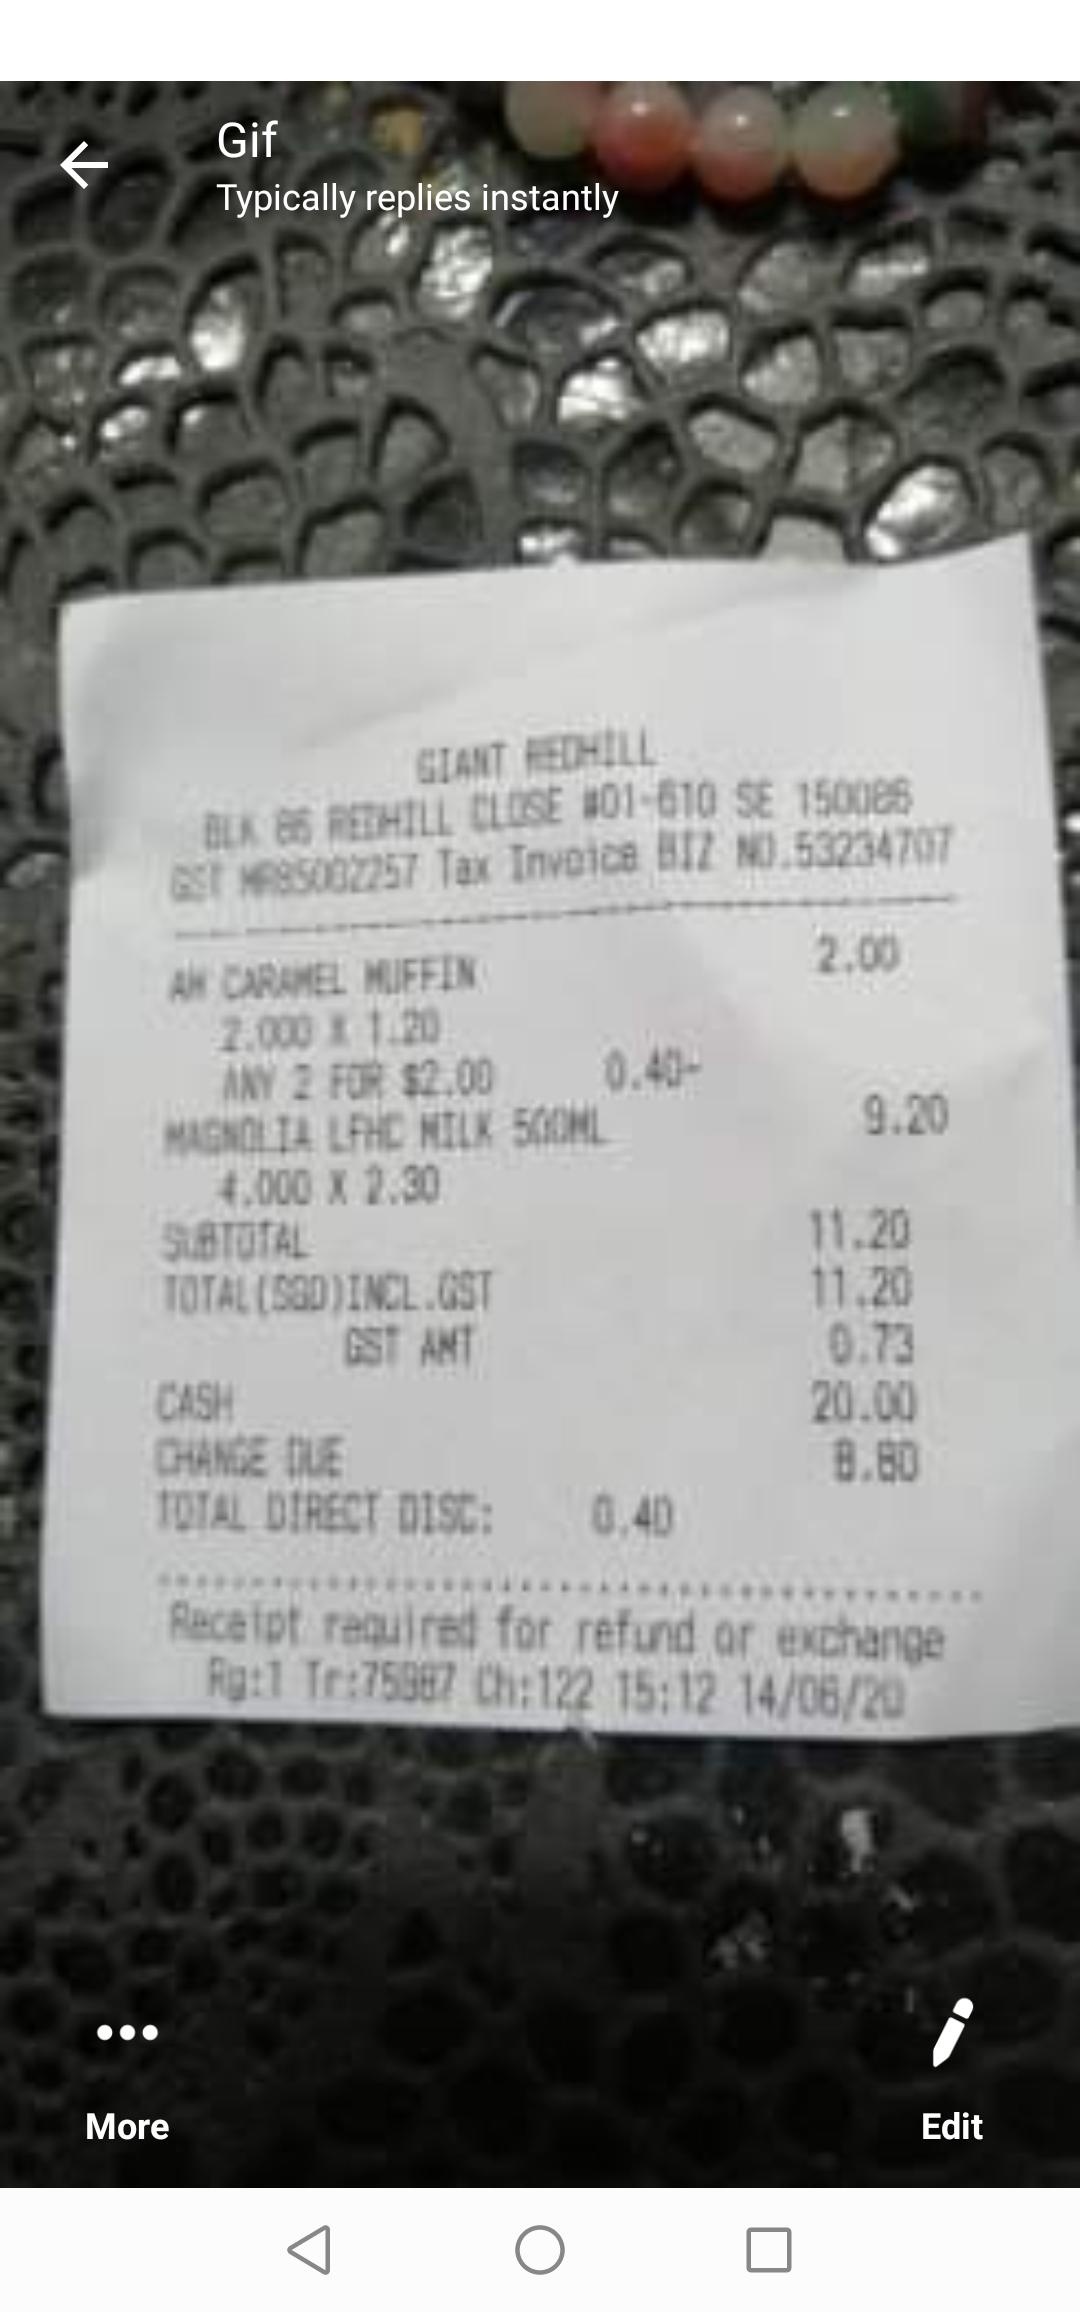 Gif
Typically replies instantly
GIANT REDHILL
BLK 86 REDHILL CLOSE #01-610 SE 150086
GST MR85002257 Tax Invoice BIZ NO.53234707
AH CARAMEL MUFFIN 2.00
2.000 X 1.20
ANY 2 FOR $2.00 0.40-
MAGNOLIA LFHC MILK 500ML 9.20
4.000 X 2.30
SUBTOTAL 11.20
TOTAL(SGD)INCL.GST 11.20
GST AMT 0.73
CASH 20.00
CHANGE DUE 8.80
TOTAL DIRECT DISC: 0.40
Receipt required for refund or exchange
Rg:1 Tr:75987 Ch:122 15:12 14/06/20
More
Edit